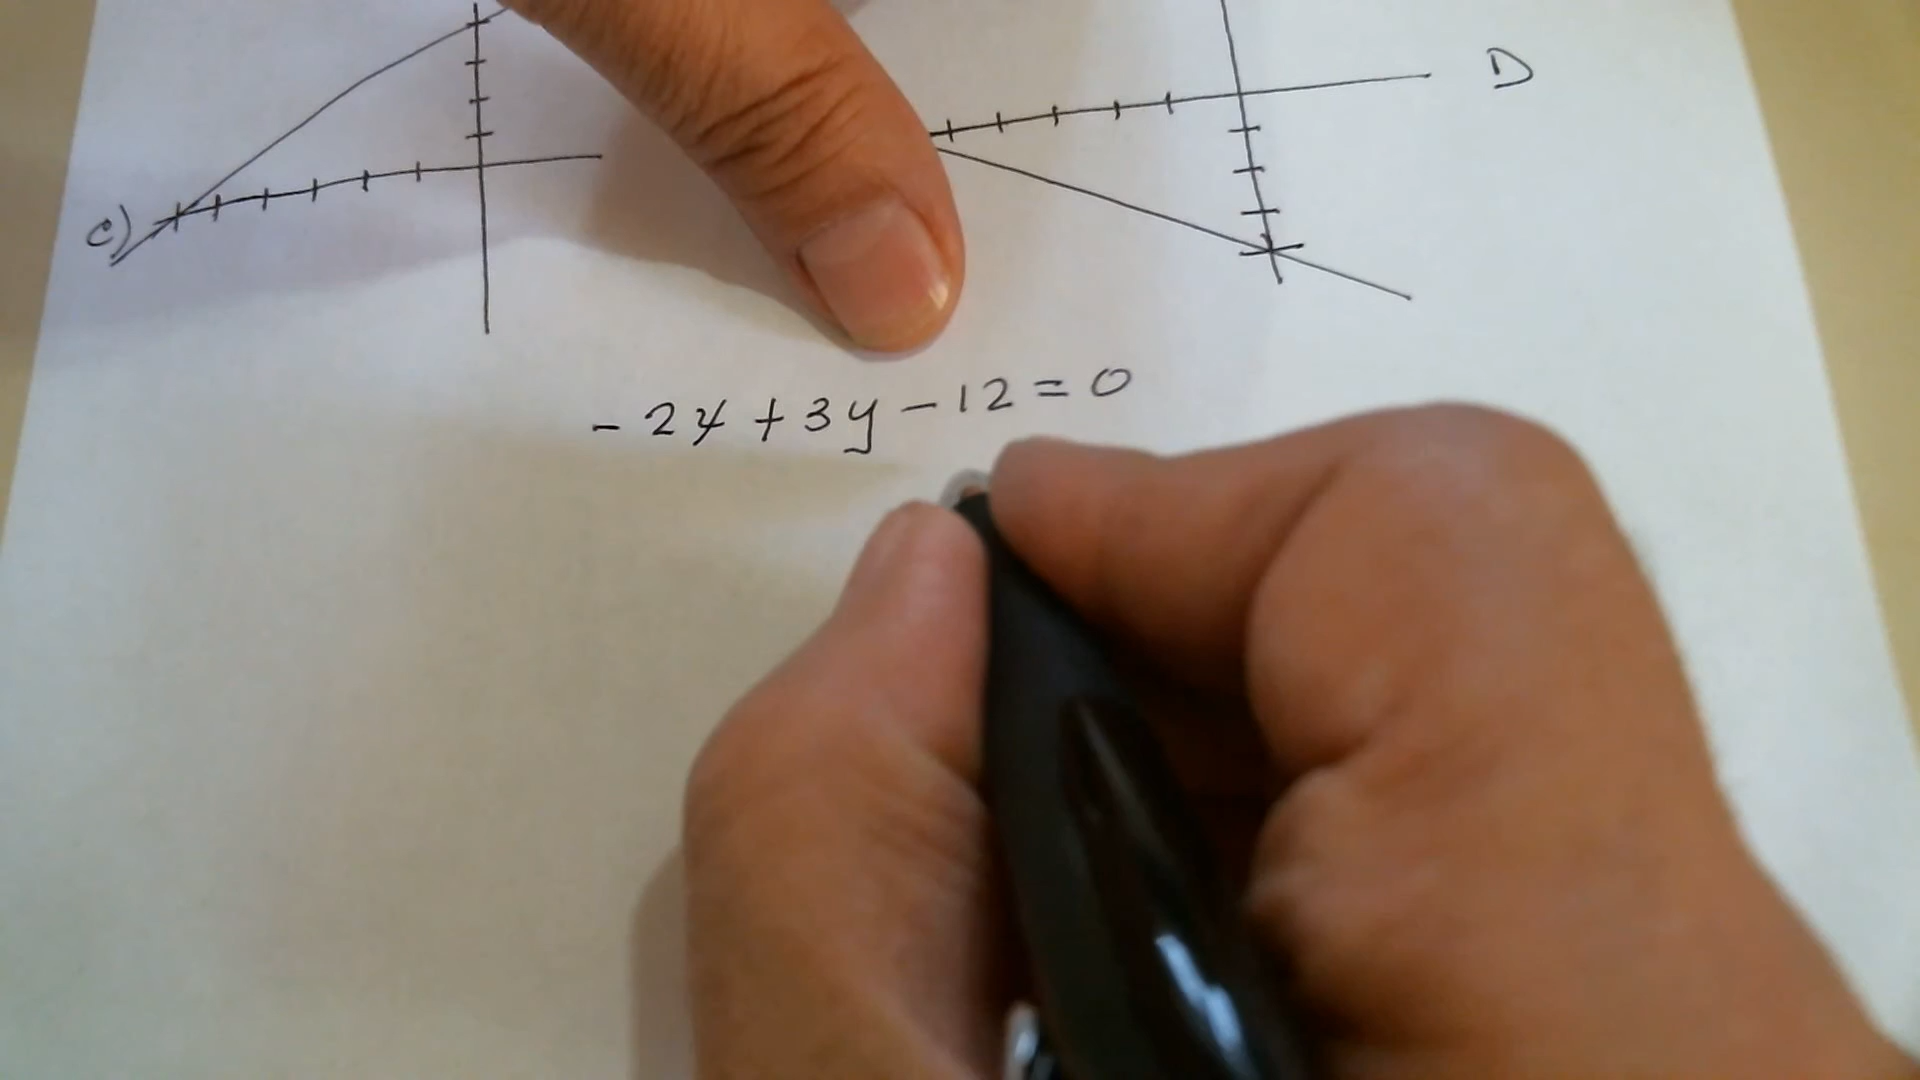 D
c)
- 2x + 3y - 12 = 0